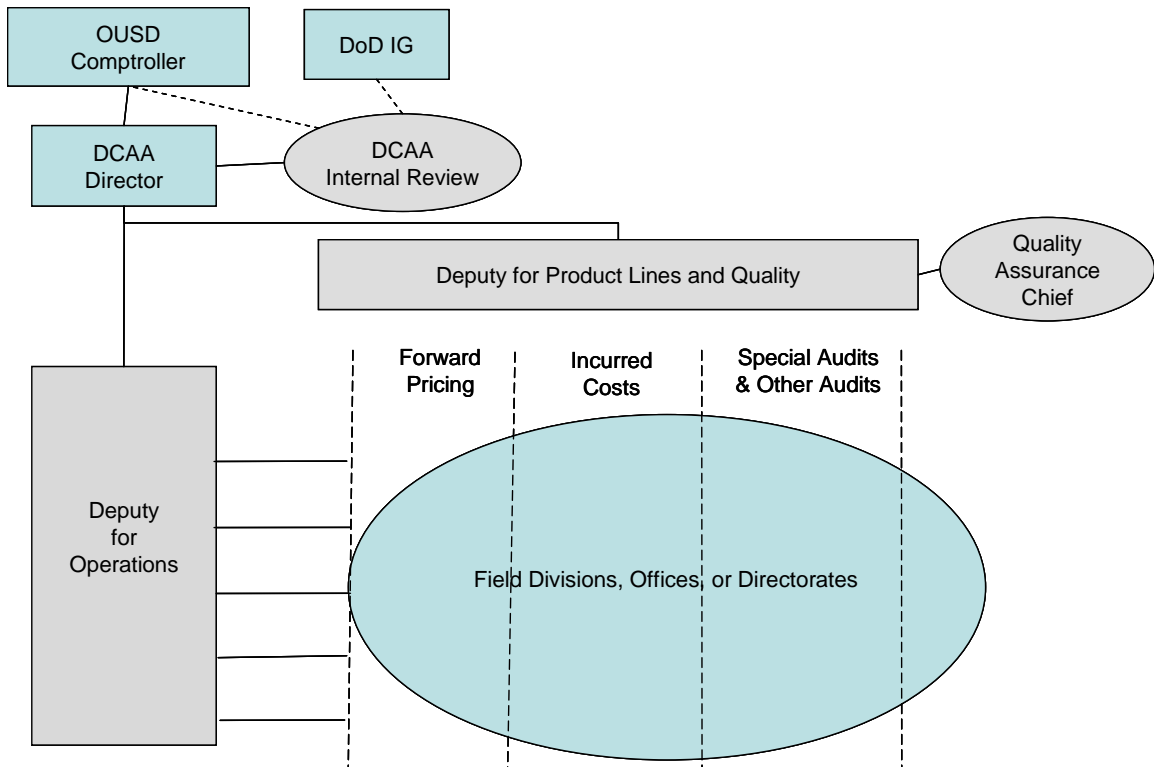 OUSD
Comptroller
DoD IG
DCAA
Director
DCAA
Internal Review
Deputy for Product Lines and Quality
Quality
Assurance
Chief
Forward
Pricing
Incurred
Costs
Special Audits
& Other Audits
Deputy
for
Operations
Field Divisions, Offices, or Directorates